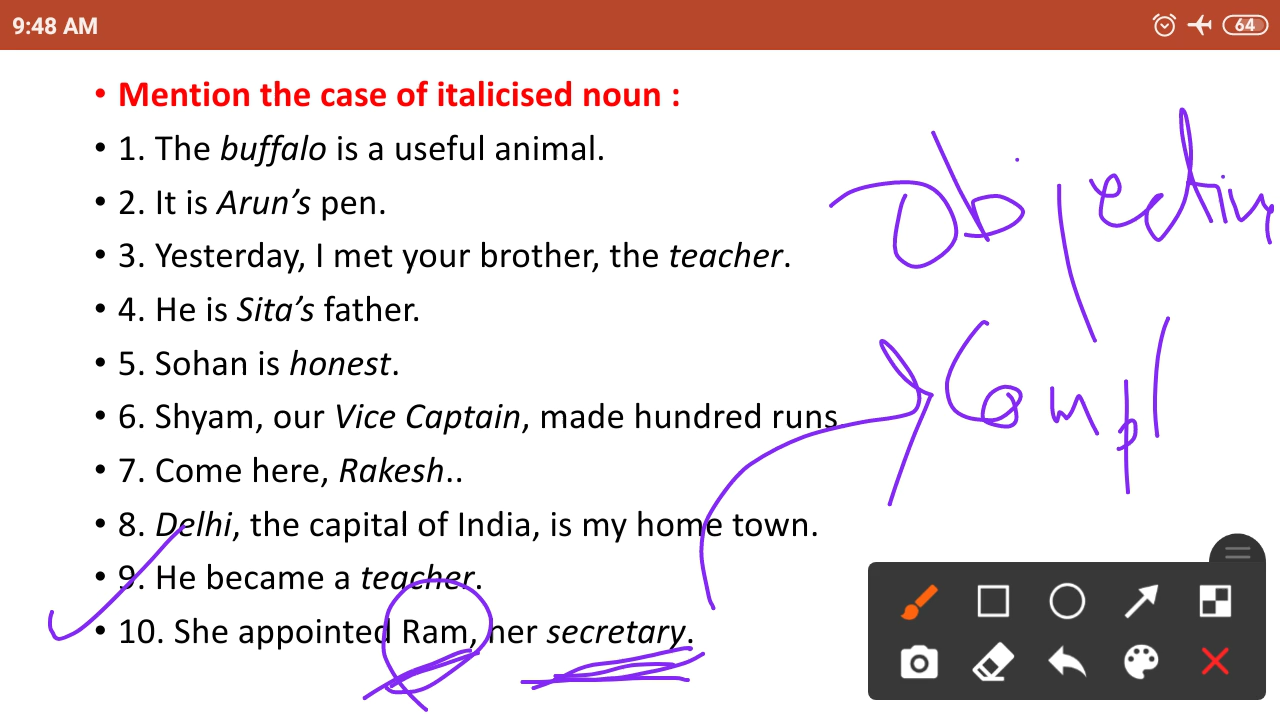 9:48 AM
64
• Mention the case of italicised noun :
• 1. The buffalo is a useful animal.
• 2. It is Arun’s pen.
• 3. Yesterday, I met your brother, the teacher.
• 4. He is Sita’s father.
• 5. Sohan is honest.
• 6. Shyam, our Vice Captain, made hundred runs.
• 7. Come here, Rakesh..
• 8. Delhi, the capital of India, is my home town.
• 9. He became a teacher.
• 10. She appointed Ram, her secretary.
Compl